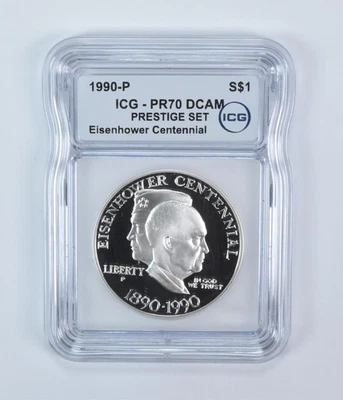 1990-P S$1
ICG - PR70 DCAM
PRESTIGE SET
Eisenhower Centennial
ICG
EISENHOWER CENTENNIAL
LIBERTY
P
IN GOD
WE TRUST
1890-1990